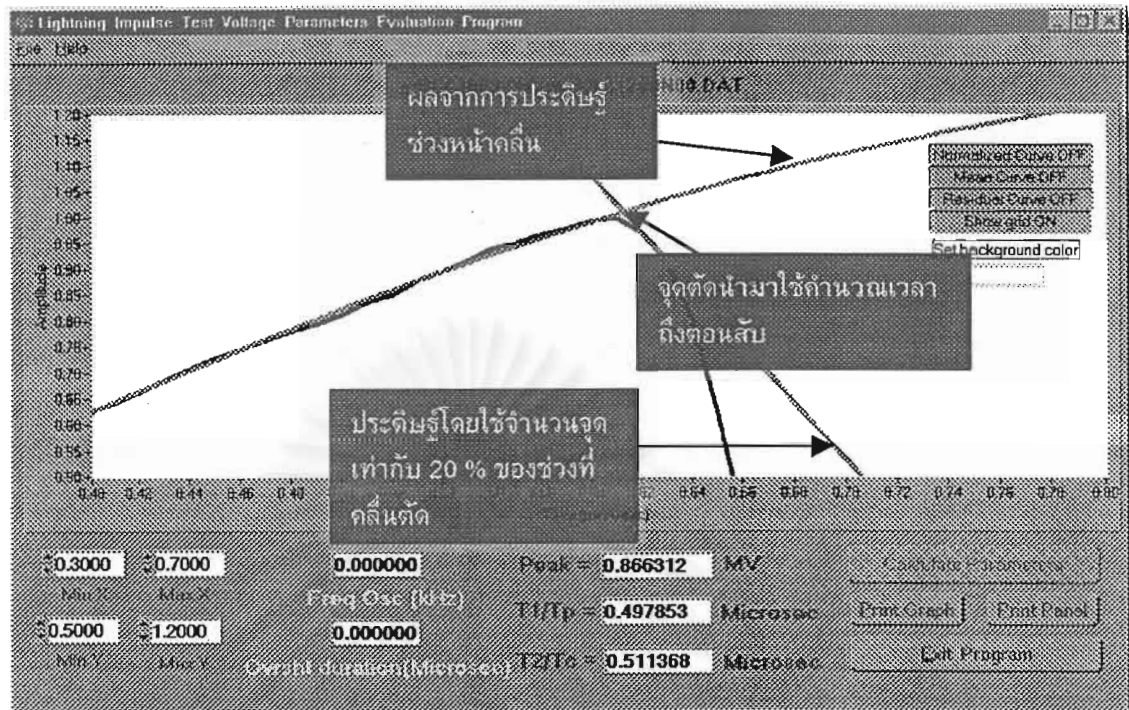 Lightning Impulse Test Voltage Parameters Evaluation Program
Help
.DAT
ผลจากการประดิษฐ์
ช่วงหน้าคลื่น
1.20
1.15
1.10
1.05
1.00
0.95
0.90
0.85
0.80
0.75
0.70
0.65
0.60
0.55
0.50
Amplitude
Normalized Curve OFF
Mean Curve OFF
Residual Curve OFF
Show grid ON
Set background color
จุดตัดนำมาใช้คำนวณเวลา
ถึงตอนสับ
ประดิษฐ์โดยใช้จำนวนจุด
เท่ากับ 20 % ของช่วงที่
คลื่นตัด
0.40 0.42 0.44 0.46 0.48 0.64 0.66 0.68 0.70 0.72 0.74 0.76 0.78 0.80
0.3000 0.7000 0.000000 Peak = 0.866312 MV Calculate Parameters
Min X Max X Freq Osc (kHz) T1/Tp = 0.497853 Microsec Print Graph Print Panel
0.5000 1.2000 0.000000
Min Y Max Y Ovrsht duration(Microsec) T2/Tc = 0.511368 Microsec Exit Program